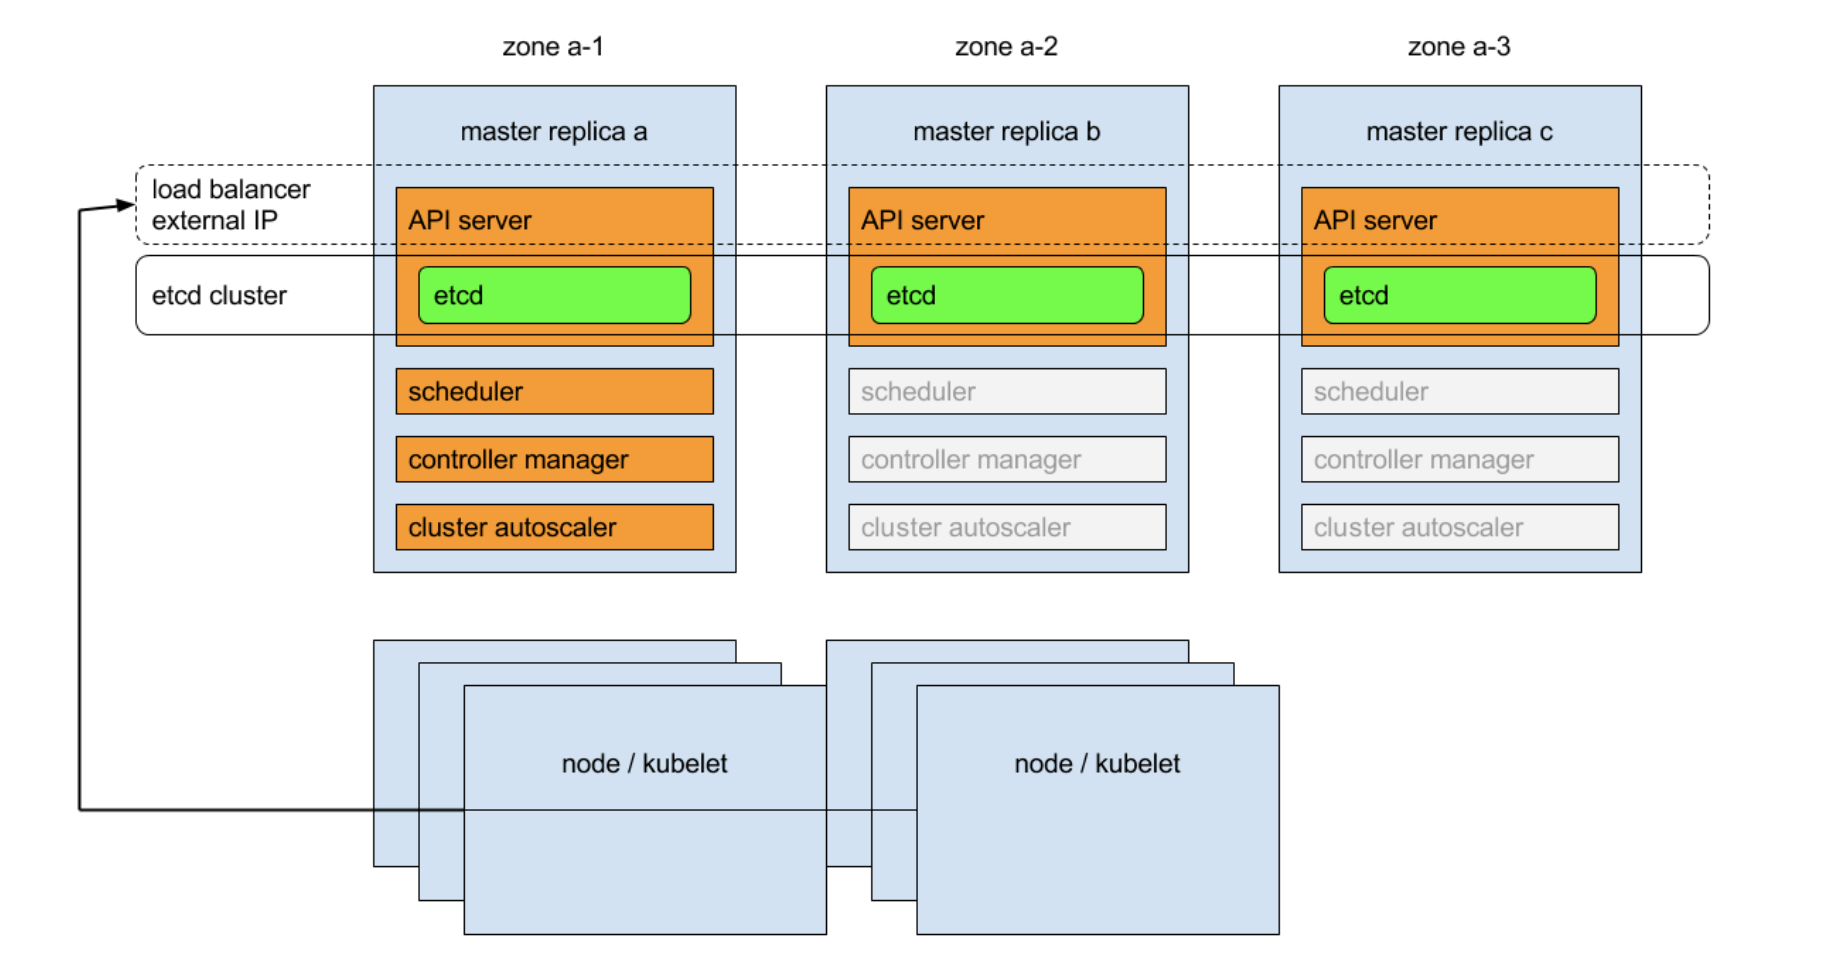 zone a-1
zone a-2
zone a-3
master replica a
master replica b
master replica c
load balancer
external IP
API server
API server
API server
etcd cluster
etcd
etcd
etcd
scheduler
scheduler
scheduler
controller manager
controller manager
controller manager
cluster autoscaler
cluster autoscaler
cluster autoscaler
node / kubelet
node / kubelet